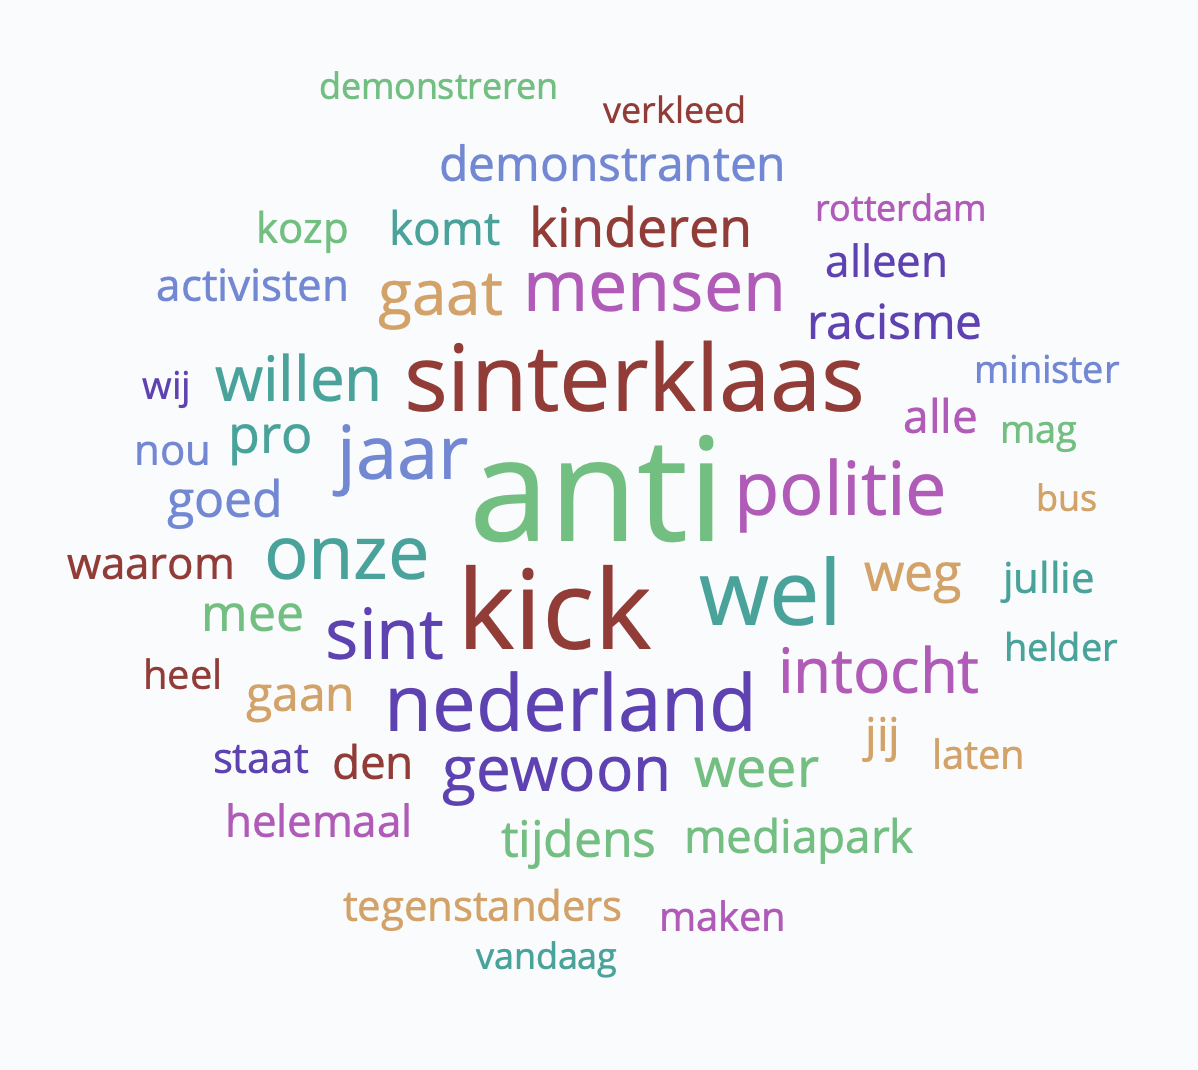 demonstreren
verkleed
demonstranten
kozp komt kinderen rotterdam
activisten gaat mensen alleen
racisme
wij willen sinterklaas minister
nou pro jaar alle mag
goed anti politie bus
waarom onze kick wel weg jullie
mee sint helder
heel gaan nederland intocht
staat den gewoon weer jij laten
helemaal tijdens mediapark
tegenstanders maken
vandaag